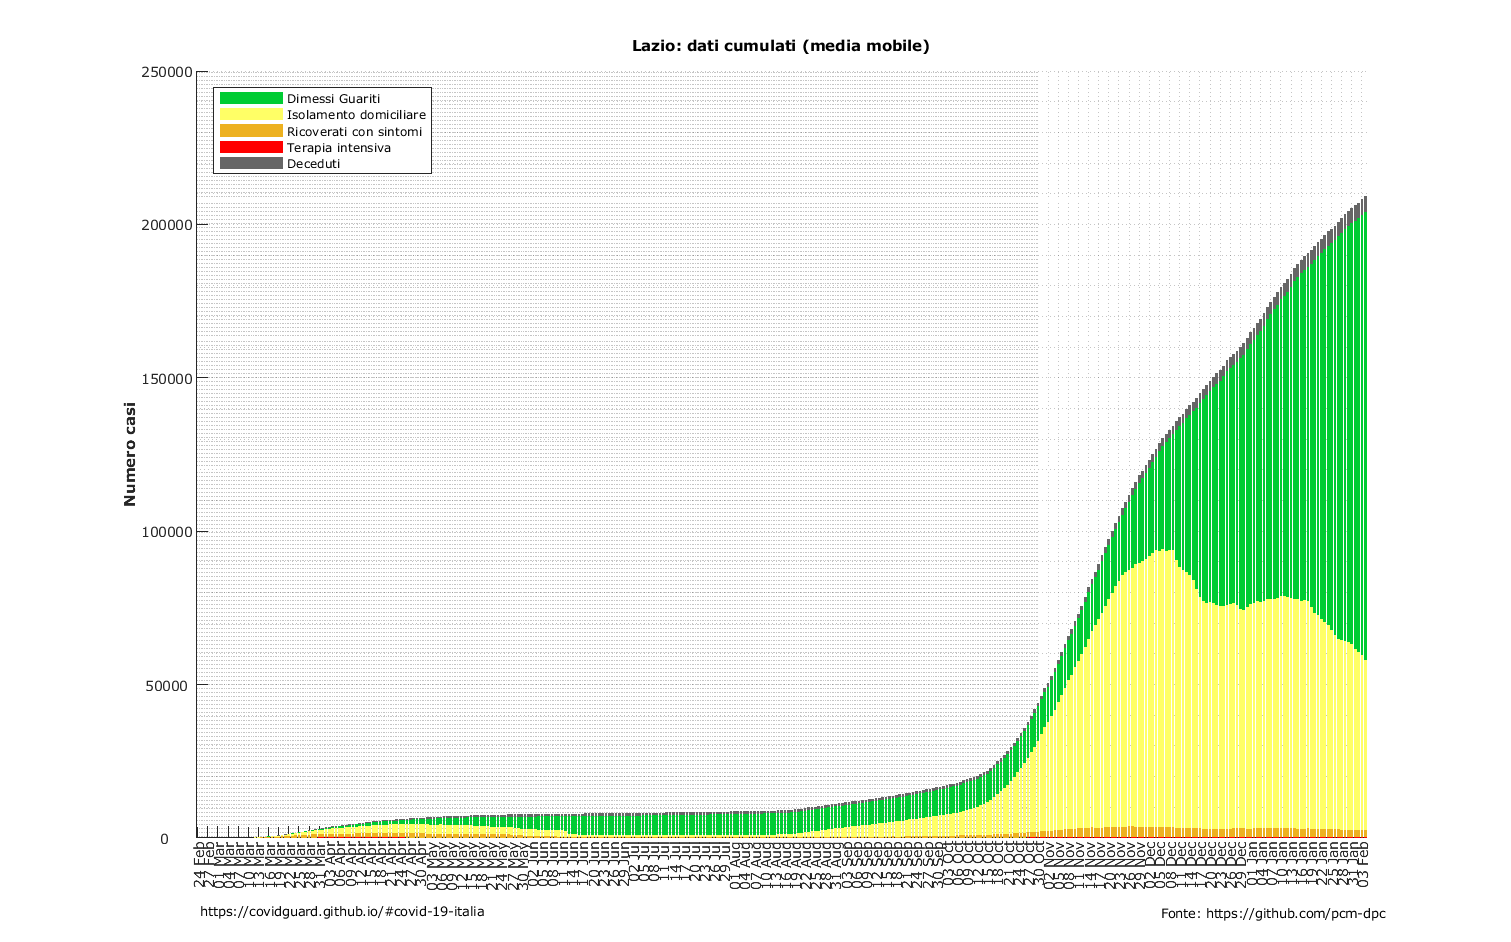 Lazio: dati cumulati (media mobile)
250000
200000
150000
100000
50000
0
Numero casi
Dimessi Guariti
Isolamento domiciliare
Ricoverati con sintomi
Terapia intensiva
Deceduti
24 Feb
27 Feb
01 Mar
04 Mar
07 Mar
10 Mar
13 Mar
16 Mar
19 Mar
22 Mar
25 Mar
28 Mar
31 Mar
03 Apr
06 Apr
09 Apr
12 Apr
15 Apr
18 Apr
21 Apr
24 Apr
27 Apr
30 Apr
03 May
06 May
09 May
12 May
15 May
18 May
21 May
24 May
27 May
30 May
02 Jun
05 Jun
08 Jun
11 Jun
14 Jun
17 Jun
20 Jun
23 Jun
26 Jun
29 Jun
02 Jul
05 Jul
08 Jul
11 Jul
14 Jul
17 Jul
20 Jul
23 Jul
26 Jul
29 Jul
01 Aug
04 Aug
07 Aug
10 Aug
13 Aug
16 Aug
19 Aug
22 Aug
25 Aug
28 Aug
31 Aug
03 Sep
06 Sep
09 Sep
12 Sep
15 Sep
18 Sep
21 Sep
24 Sep
27 Sep
30 Sep
03 Oct
06 Oct
09 Oct
12 Oct
15 Oct
18 Oct
21 Oct
24 Oct
27 Oct
30 Oct
02 Nov
05 Nov
08 Nov
11 Nov
14 Nov
17 Nov
20 Nov
23 Nov
26 Nov
29 Nov
02 Dec
05 Dec
08 Dec
11 Dec
14 Dec
17 Dec
20 Dec
23 Dec
26 Dec
29 Dec
01 Jan
04 Jan
07 Jan
10 Jan
13 Jan
16 Jan
19 Jan
22 Jan
25 Jan
28 Jan
31 Jan
03 Feb
https://covidguard.github.io/#covid-19-italia
Fonte: https://github.com/pcm-dpc